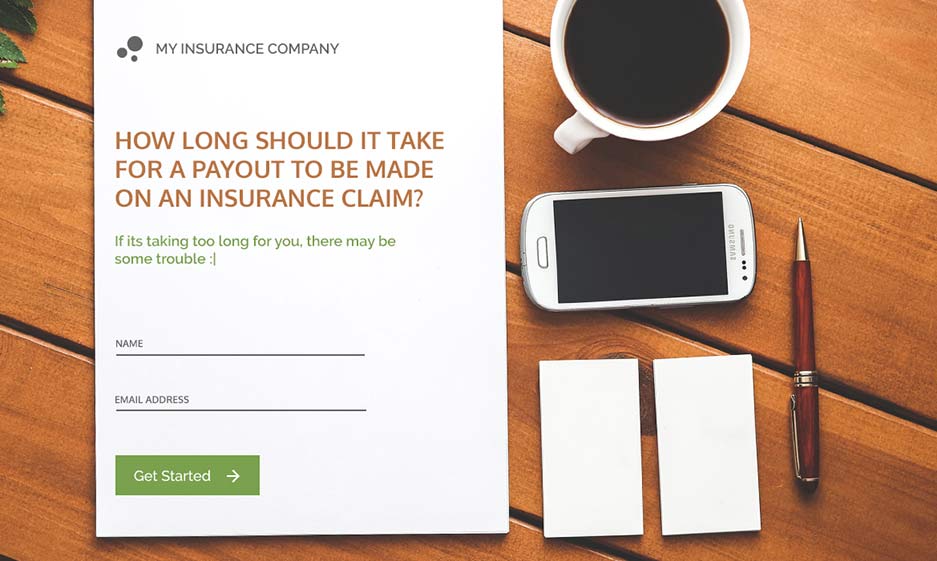 MY INSURANCE COMPANY
HOW LONG SHOULD IT TAKE
FOR A PAYOUT TO BE MADE
ON AN INSURANCE CLAIM?
If its taking too long for you, there may be
some trouble :|
NAME
EMAIL ADDRESS
Get Started →
SAMSUNG